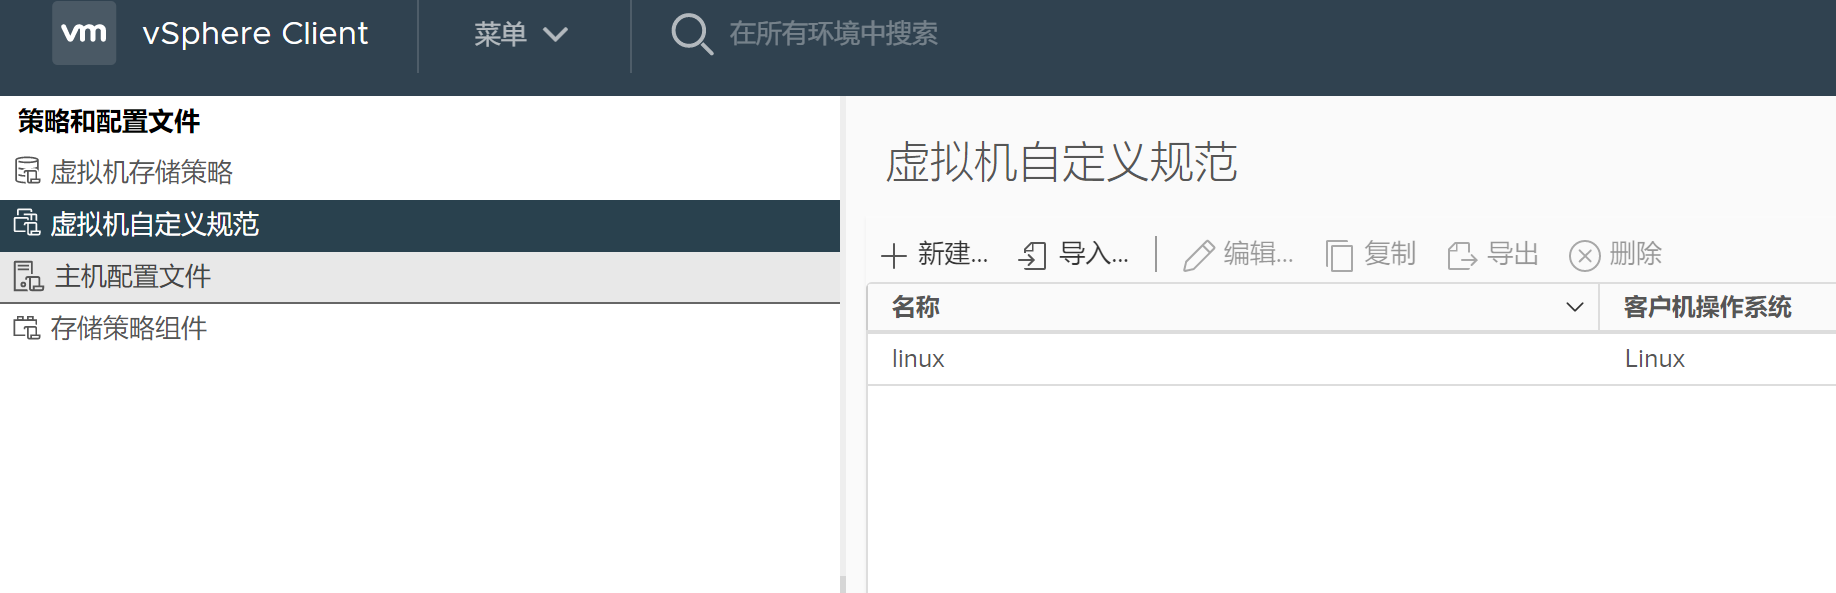 vm vSphere Client 菜单 在所有环境中搜索
策略和配置文件
虚拟机存储策略
虚拟机自定义规范
主机配置文件
存储策略组件
虚拟机自定义规范
新建... 导入... 编辑... 复制 导出 删除
名称 客户机操作系统
linux Linux